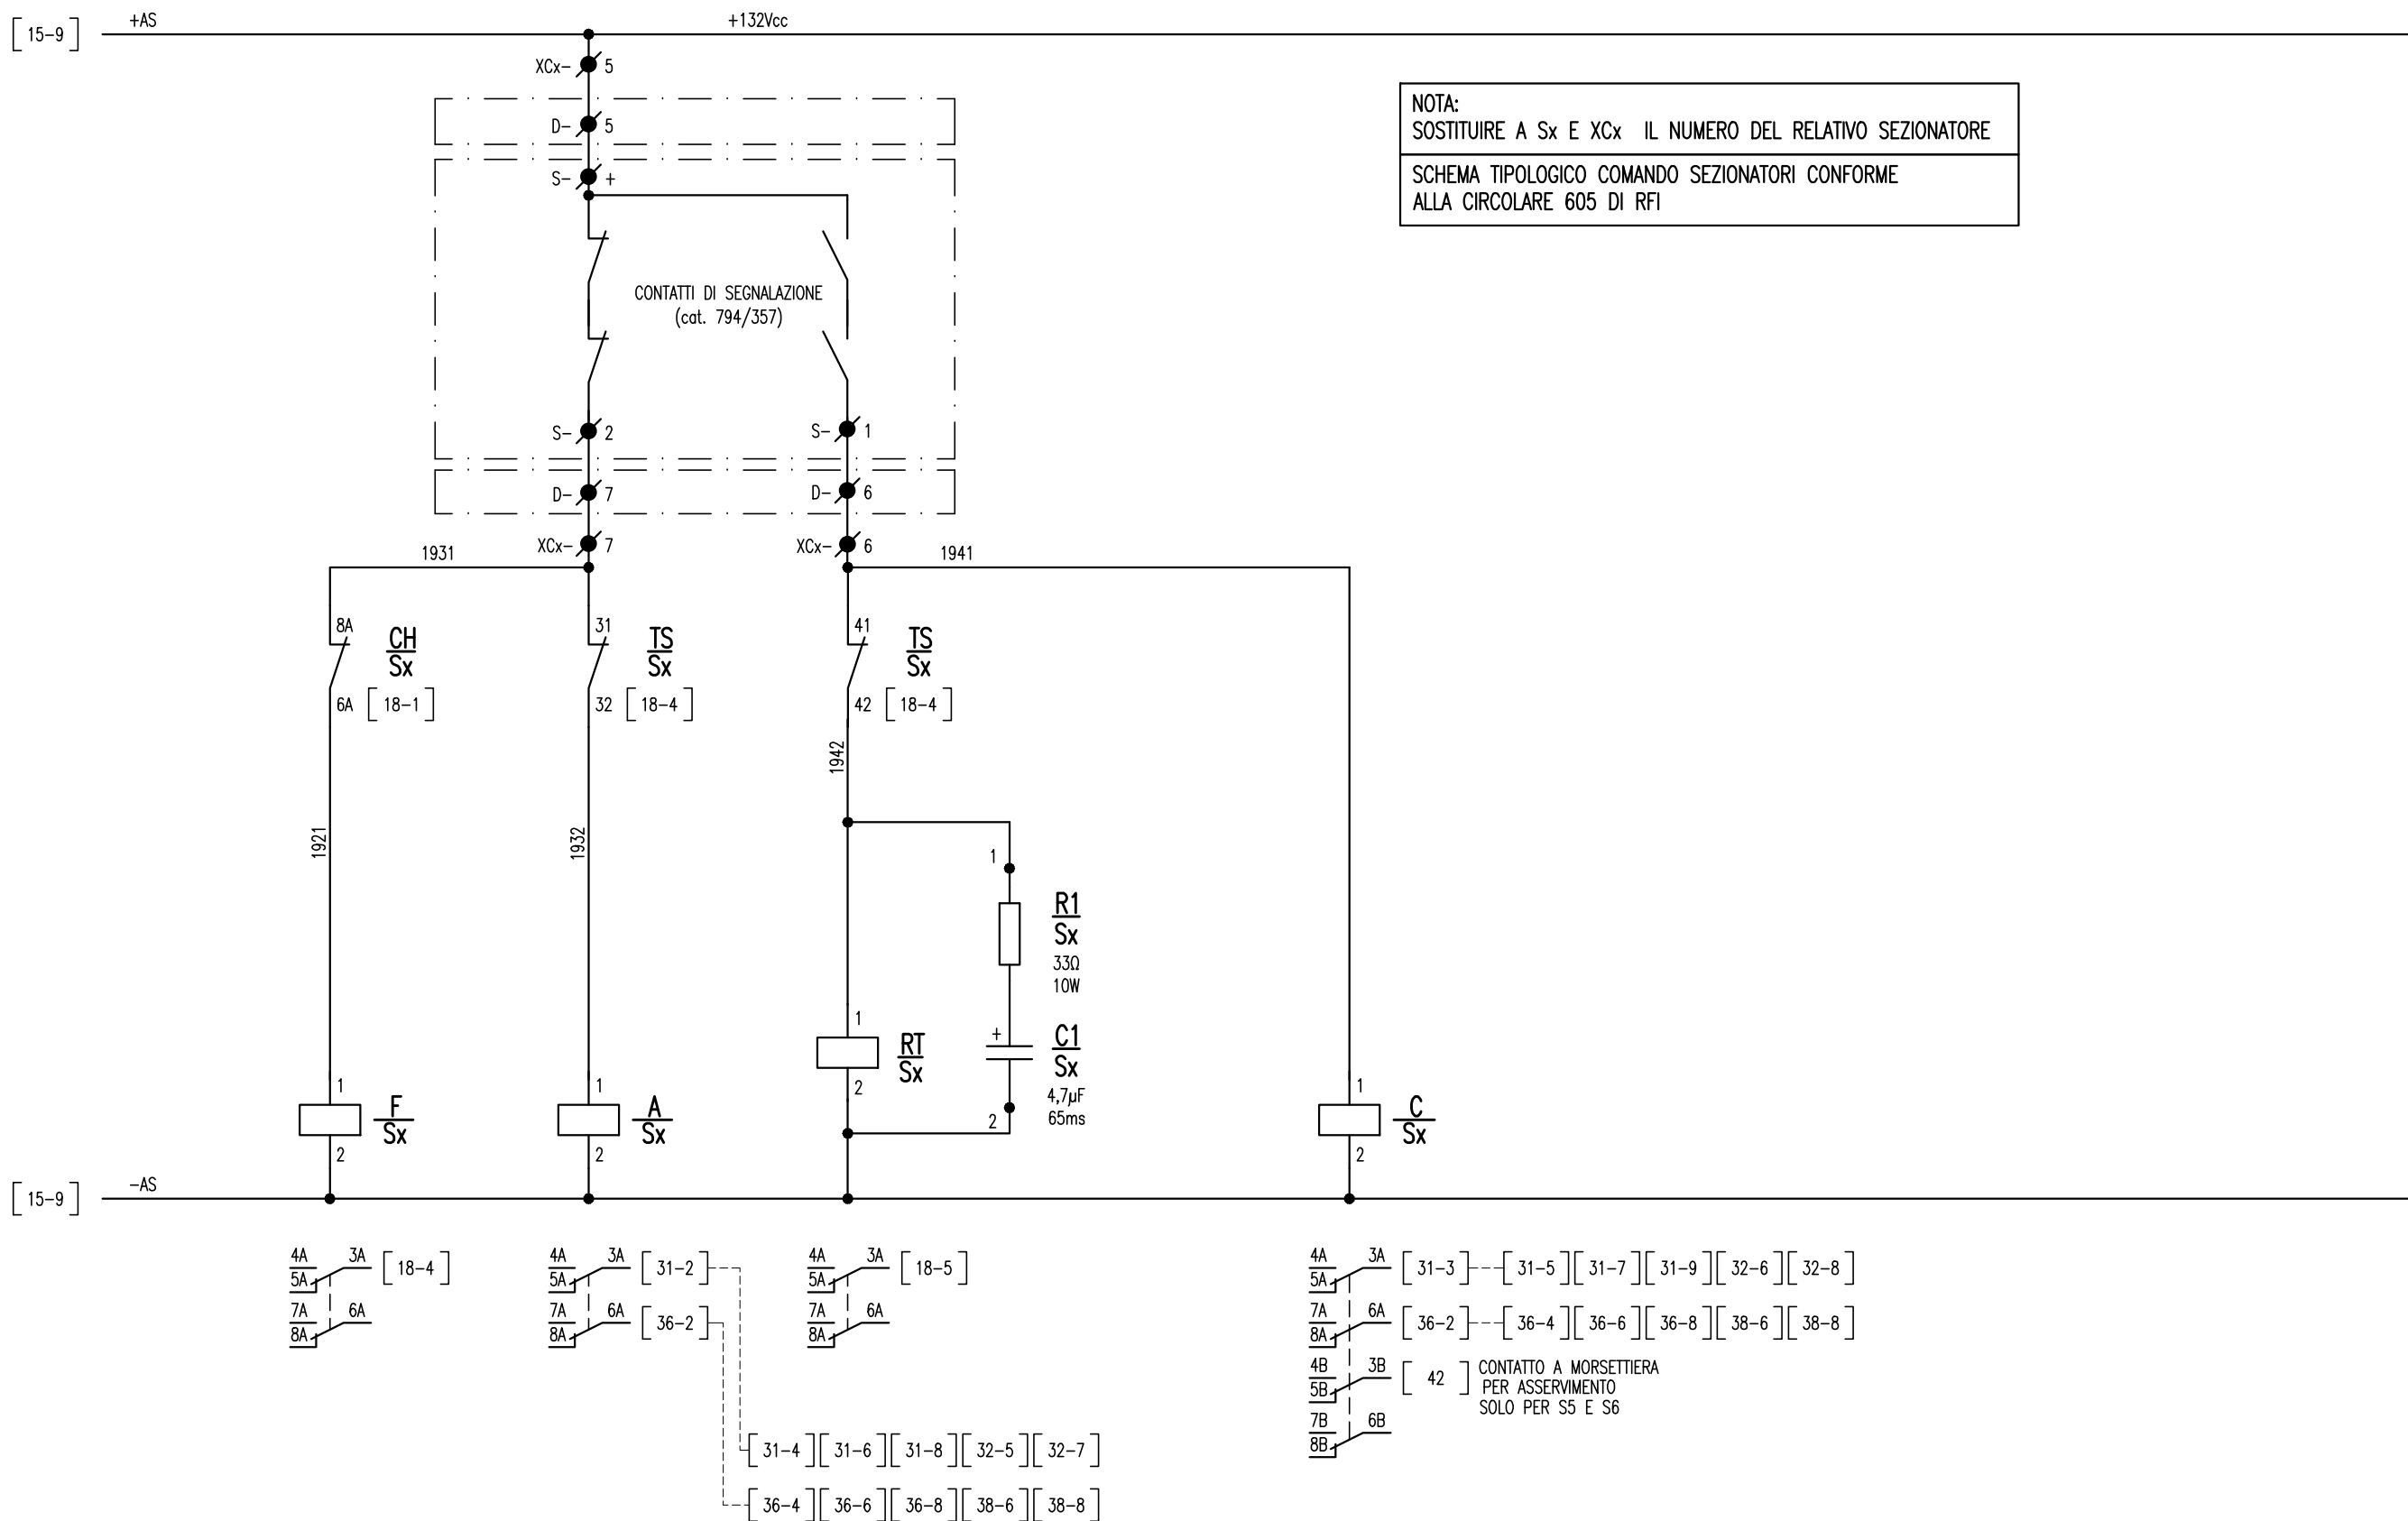 15-9
+AS
+132Vcc
XCx- 5
NOTA:
SOSTITUIRE A Sx E XCx IL NUMERO DEL RELATIVO SEZIONATORE
SCHEMA TIPOLOGICO COMANDO SEZIONATORI CONFORME
ALLA CIRCOLARE 605 DI RFI
D- 5
S- +
CONTATTI DI SEGNALAZIONE
(cat. 794/357)
S- 2
S- 1
D- 7
D- 6
XCx- 7
XCx- 6
1931
1941
8A
CH
Sx
6A
18-1
31
TS
Sx
32
18-4
41
TS
Sx
42
18-4
1942
1921
1932
1
R1
Sx
33Ω
10W
1
RT
Sx
2
+
C1
Sx
4,7µF
65ms
2
1
F
Sx
2
1
A
Sx
2
1
C
Sx
2
15-9
-AS
4A 3A 18-4
5A
7A 6A
8A
4A 3A 31-2
5A
7A 6A 36-2
8A
4A 3A 18-5
5A
7A 6A
8A
4A 3A 31-3 31-5 31-7 31-9 32-6 32-8
5A
7A 6A 36-2 36-4 36-6 36-8 38-6 38-8
8A
4B 3B 42
5B
CONTATTO A MORSETTIERA
PER ASSERVIMENTO
SOLO PER S5 E S6
7B 6B
8B
31-4 31-6 31-8 32-5 32-7
36-4 36-6 36-8 38-6 38-8